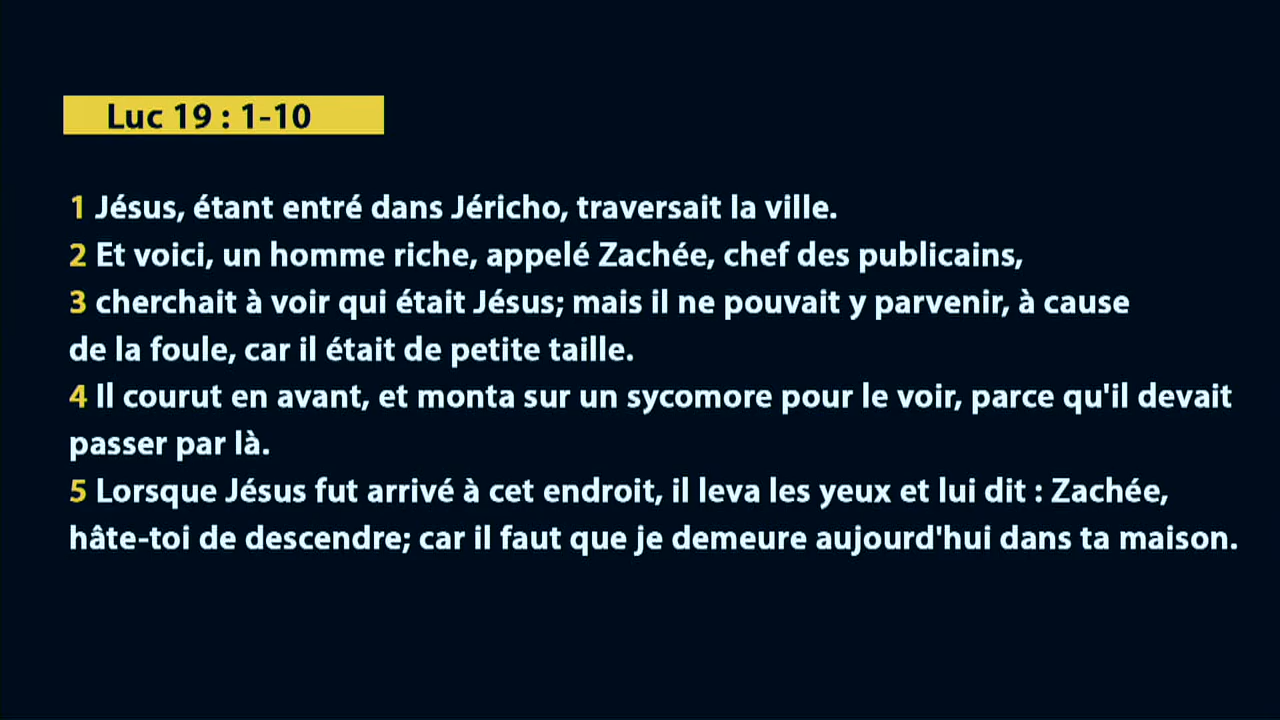 Luc 19 : 1-10
1 Jésus, étant entré dans Jéricho, traversait la ville.
2 Et voici, un homme riche, appelé Zachée, chef des publicains,
3 cherchait à voir qui était Jésus; mais il ne pouvait y parvenir, à cause
de la foule, car il était de petite taille.
4 Il courut en avant, et monta sur un sycomore pour le voir, parce qu'il devait
passer par là.
5 Lorsque Jésus fut arrivé à cet endroit, il leva les yeux et lui dit : Zachée,
hâte-toi de descendre; car il faut que je demeure aujourd'hui dans ta maison.